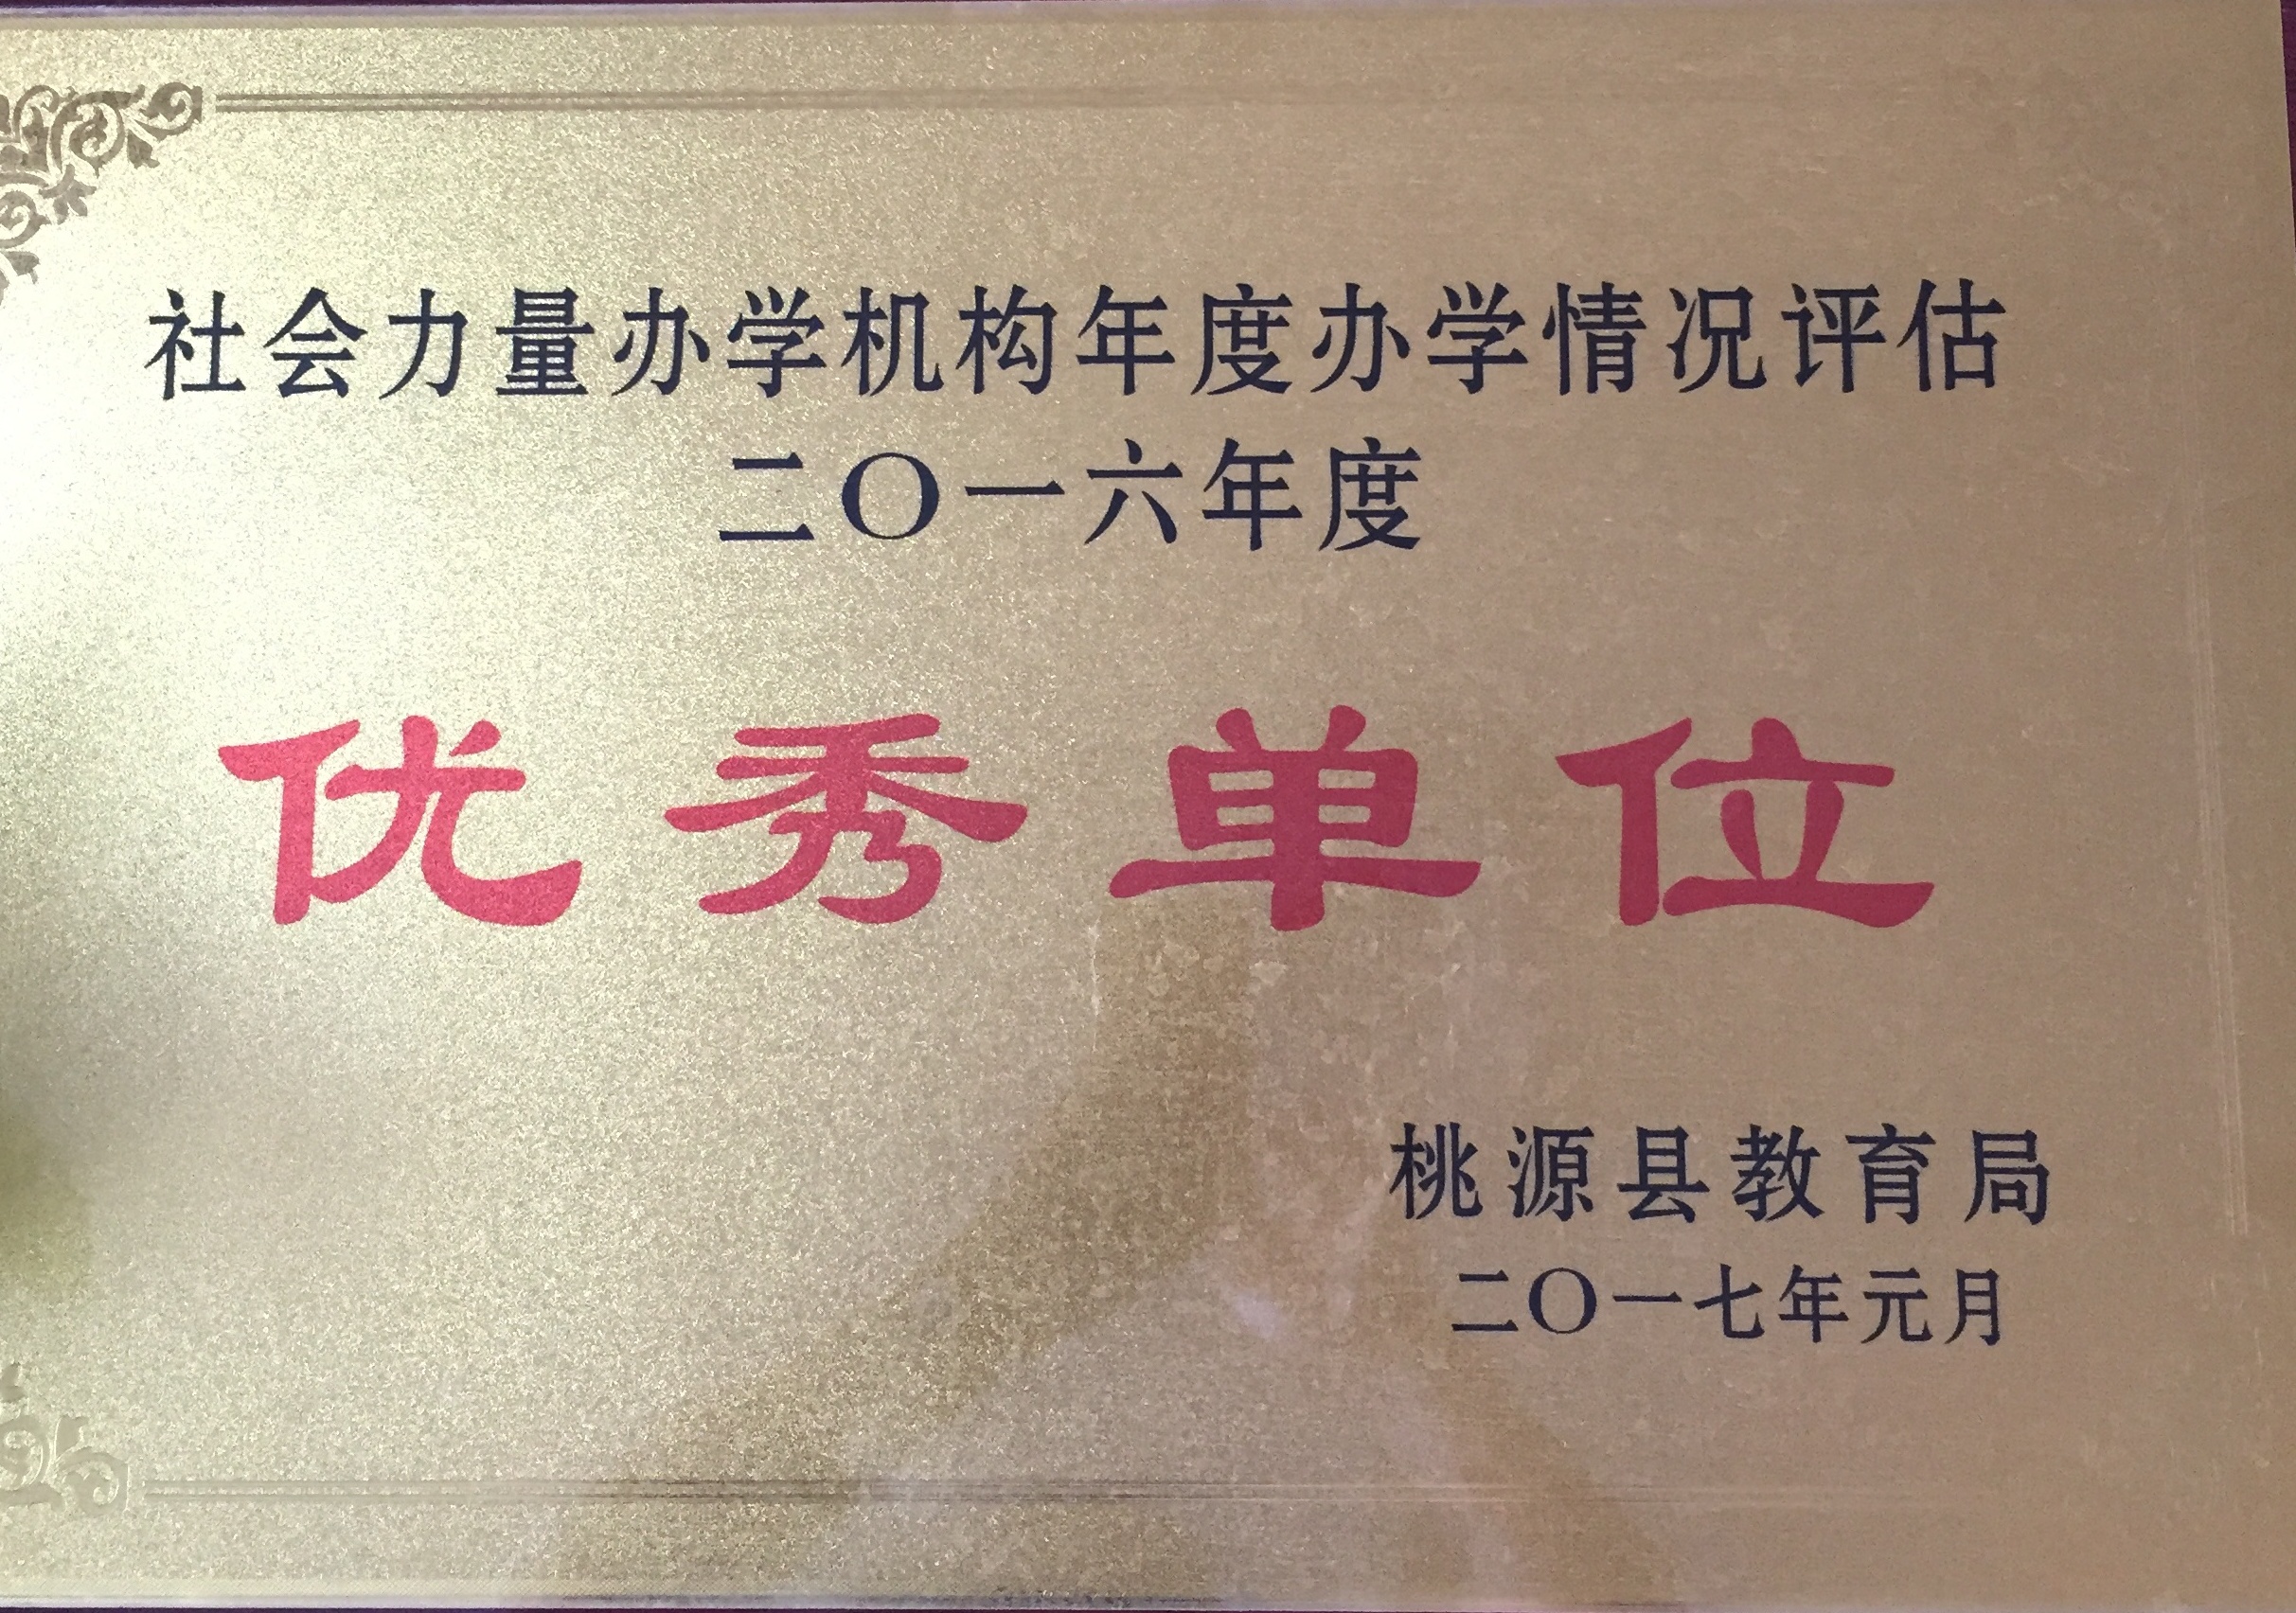 社会力量办学机构年度办学情况评估
二〇一六年度
优秀单位
桃源县教育局
二〇一七年元月